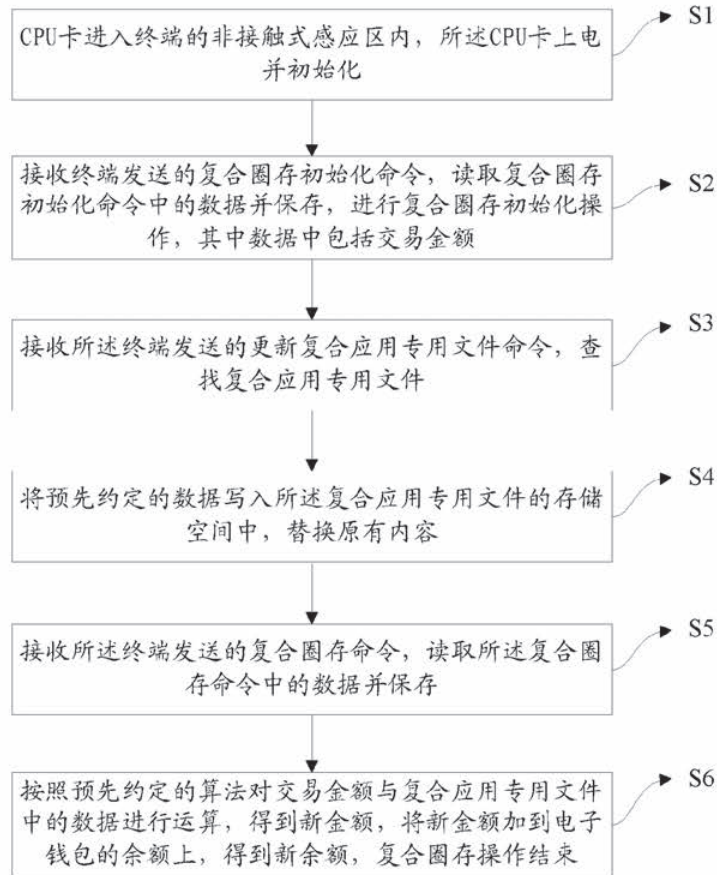 CPU卡进入终端的非接触式感应区内，所述CPU卡上电
并初始化
S1
接收终端发送的复合圈存初始化命令，读取复合圈存
初始化命令中的数据并保存，进行复合圈存初始化操
作，其中数据中包括交易金额
S2
接收所述终端发送的更新复合应用专用文件命令，查
找复合应用专用文件
S3
将预先约定的数据写入所述复合应用专用文件的存储
空间中，替换原有内容
S4
接收所述终端发送的复合圈存命令，读取所述复合圈
存命令中的数据并保存
S5
按照预先约定的算法对交易金额与复合应用专用文件
中的数据进行运算，得到新金额，将新金额加到电子
钱包的余额上，得到新余额，复合圈存操作结束
S6